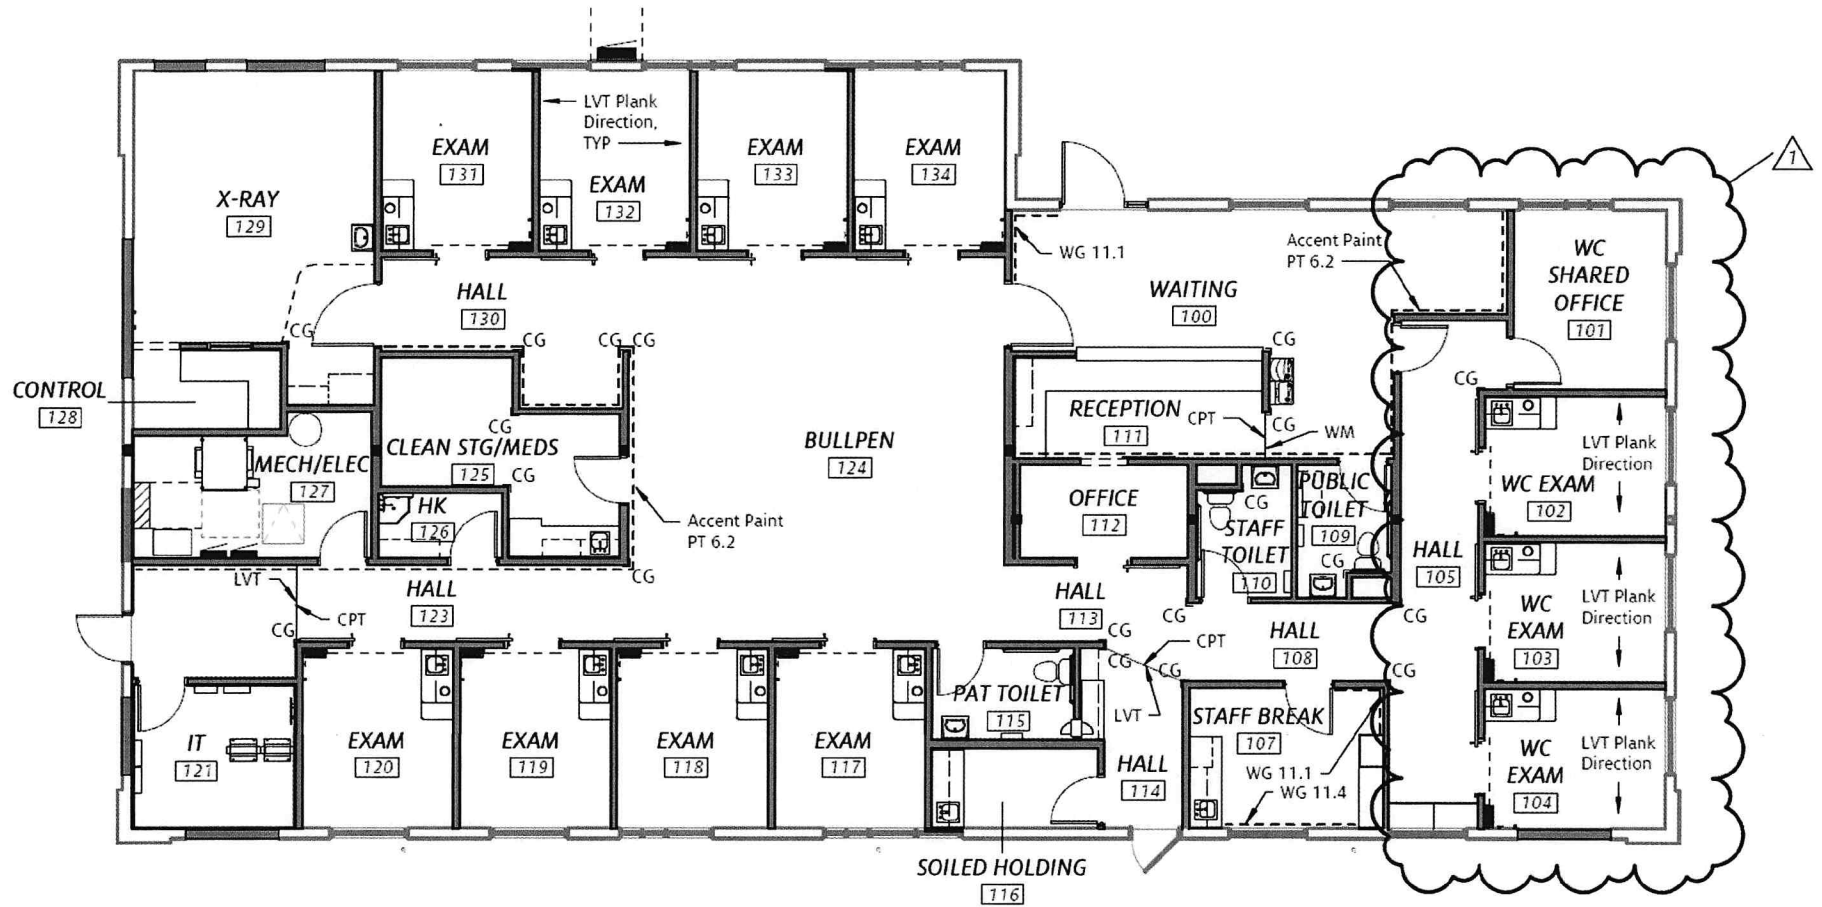 LVT Plank
Direction,
TYP
EXAM
131
EXAM
132
EXAM
133
EXAM
134
X-RAY
129
1
WG 11.1
Accent Paint
PT 6.2
WC
SHARED
OFFICE
101
HALL
130
WAITING
100
CG
CG
CG
CG
CG
CG
CONTROL
128
RECEPTION
111
CPT
CG
WM
CG
CLEAN STG/MEDS
125
CG
BULLPEN
124
LVT Plank
Direction
WC EXAM
102
MECH/ELEC
127
HK
126
Accent Paint
PT 6.2
OFFICE
112
CG
STAFF
TOILET
110
PUBLIC
TOILET
109
CG
HALL
105
LVT
CPT
CG
HALL
123
CG
HALL
113
CG
CG
CPT
HALL
108
CG
WC
EXAM
103
LVT Plank
Direction
CG
CG
CG
PAT TOILET
115
LVT
STAFF BREAK
107
WG 11.1
WG 11.4
IT
121
EXAM
120
EXAM
119
EXAM
118
EXAM
117
HALL
114
WC
EXAM
104
LVT Plank
Direction
SOILED HOLDING
116